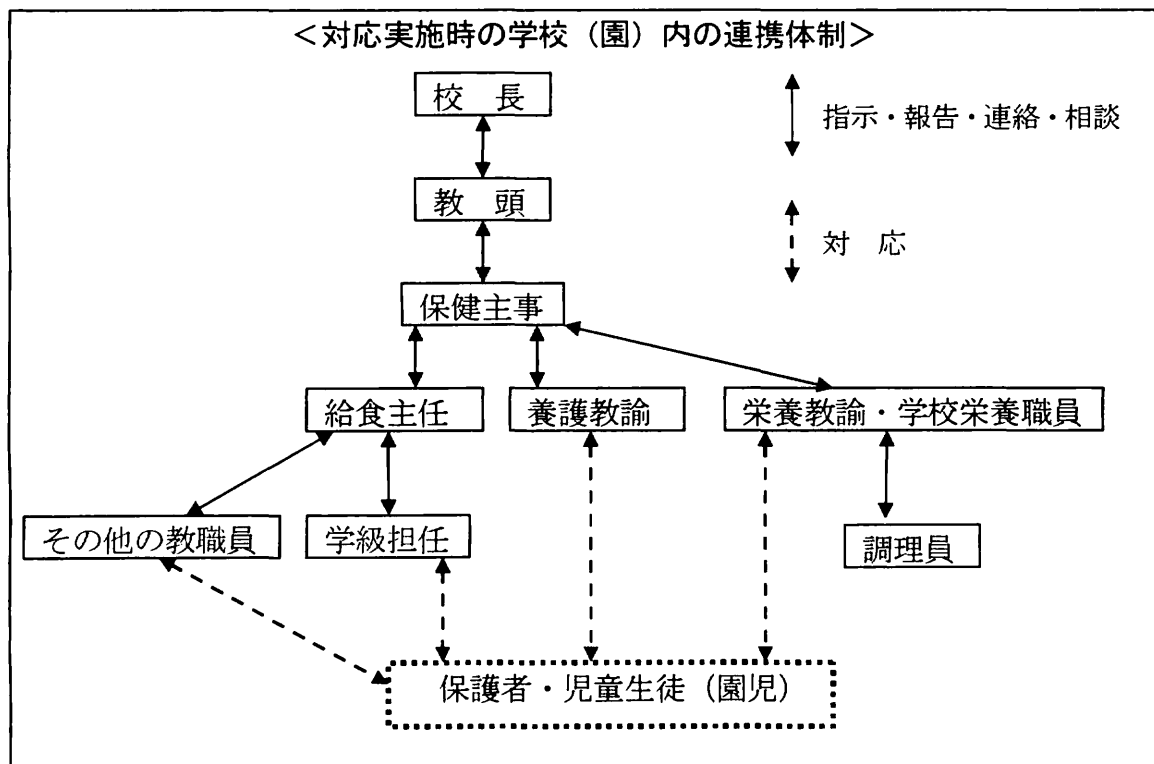 ＜対応実施時の学校（園）内の連携体制＞
校　長
指示・報告・連絡・相談
教　頭
対　応
保健主事
給食主任
養護教諭
栄養教諭・学校栄養職員
その他の教職員
学級担任
調理員
保護者・児童生徒（園児）